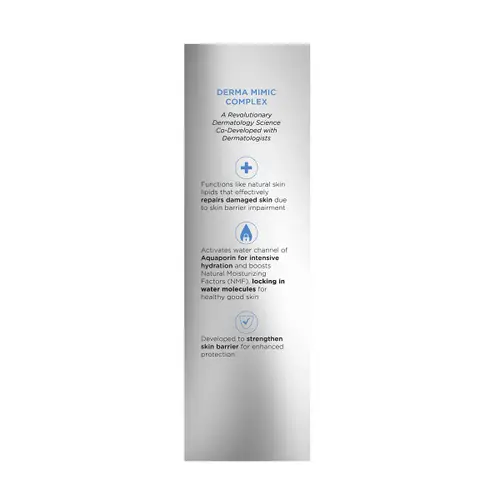 DERMA MIMIC
COMPLEX
A Revolutionary
Dermatology Science
Co-Developed with
Dermatologists
Functions like natural skin
lipids that effectively
repairs damaged skin due
to skin barrier impairment
Activates water channel of
Aquaporin for intensive
hydration and boosts
Natural Moisturizing
Factors (NMF), locking in
water molecules for
healthy good skin
Developed to strengthen
skin barrier for enhanced
protection